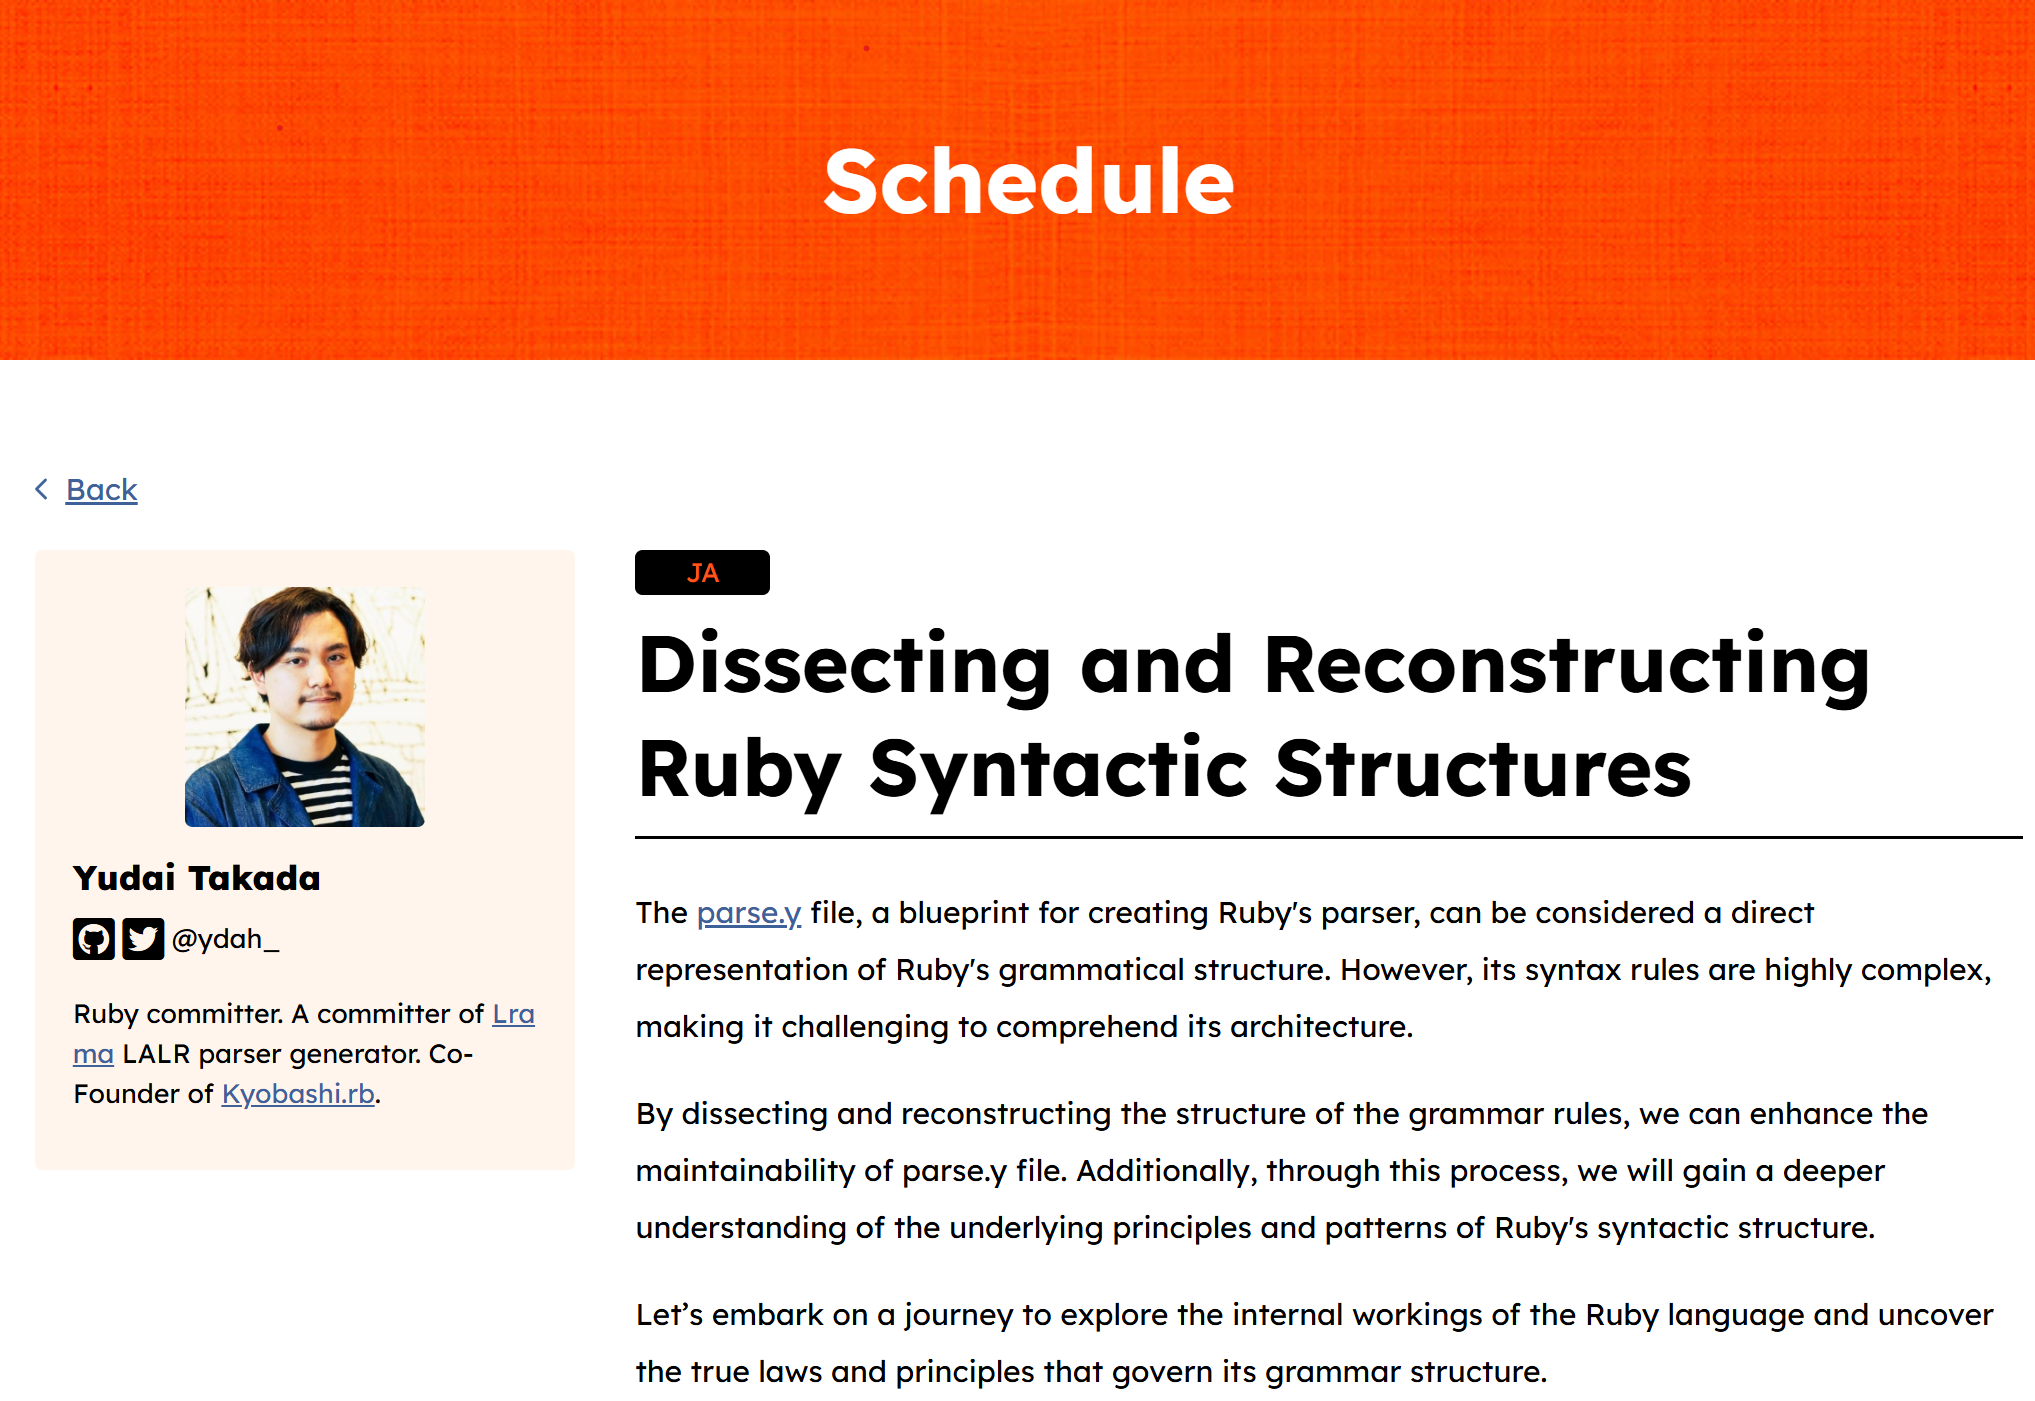 Schedule
Back
Yudai Takada
@ydah_
Ruby committer. A committer of Lra
ma LALR parser generator. Co-
Founder of Kyobashi.rb.
JA
Dissecting and Reconstructing
Ruby Syntactic Structures
The parse.y file, a blueprint for creating Ruby's parser, can be considered a direct
representation of Ruby's grammatical structure. However, its syntax rules are highly complex,
making it challenging to comprehend its architecture.
By dissecting and reconstructing the structure of the grammar rules, we can enhance the
maintainability of parse.y file. Additionally, through this process, we will gain a deeper
understanding of the underlying principles and patterns of Ruby's syntactic structure.
Let’s embark on a journey to explore the internal workings of the Ruby language and uncover
the true laws and principles that govern its grammar structure.